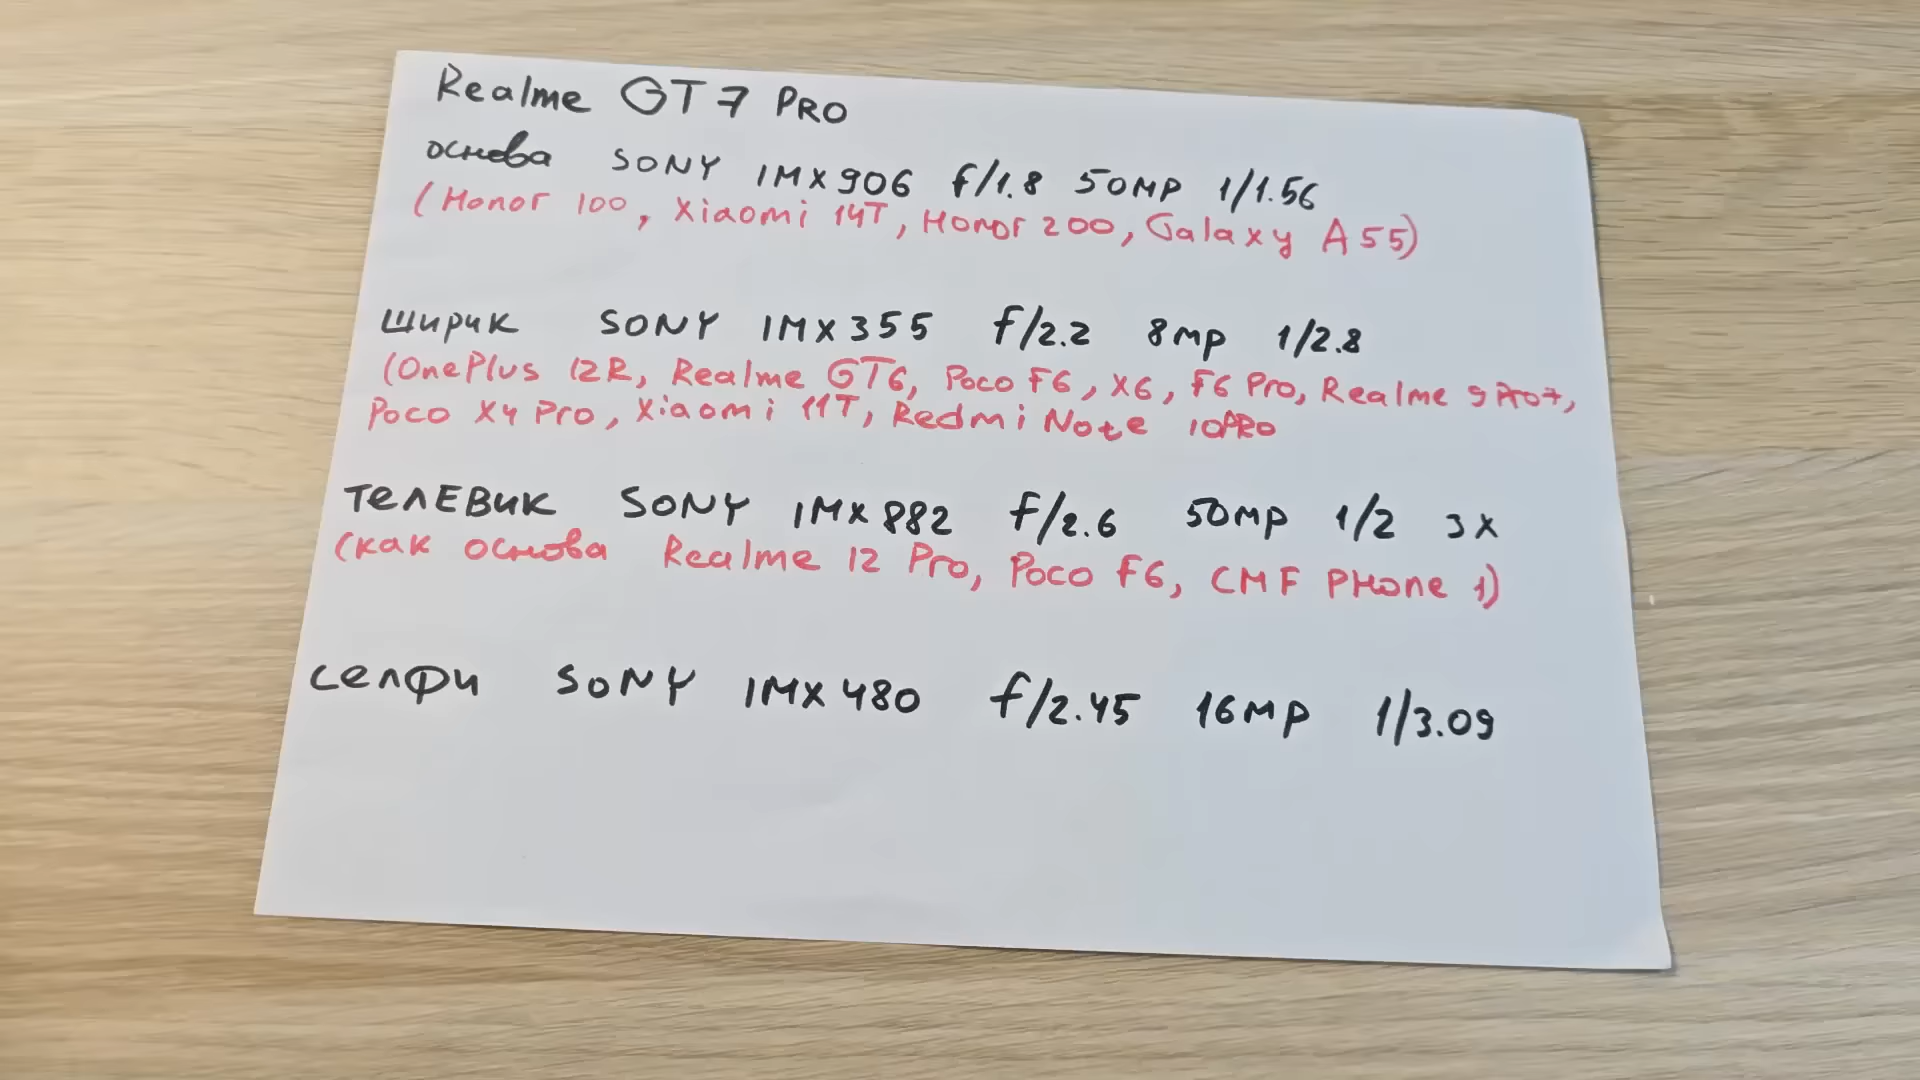 Realme GT 7 PRO
основа SONY IMX906 f/1.8 50MP 1/1.56
(Honor 100, Xiaomi 14T, Honor 200, Galaxy A55)
ширик SONY IMX355 f/2.2 8MP 1/2.8
(OnePlus 12R, Realme GT6, Poco F6, X6, F6 Pro, Realme 9
Poco X4 Pro, Xiaomi 11T, Redmi Note 10PRO
ТЕЛЕВИК SONY IMX882 f/2.6 50MP 1/2 3X
(как основа Realme 12 Pro, Poco F6, CMF PHone 1)
селфи SONY IMX480 f/2.45 16MP 1/3.09